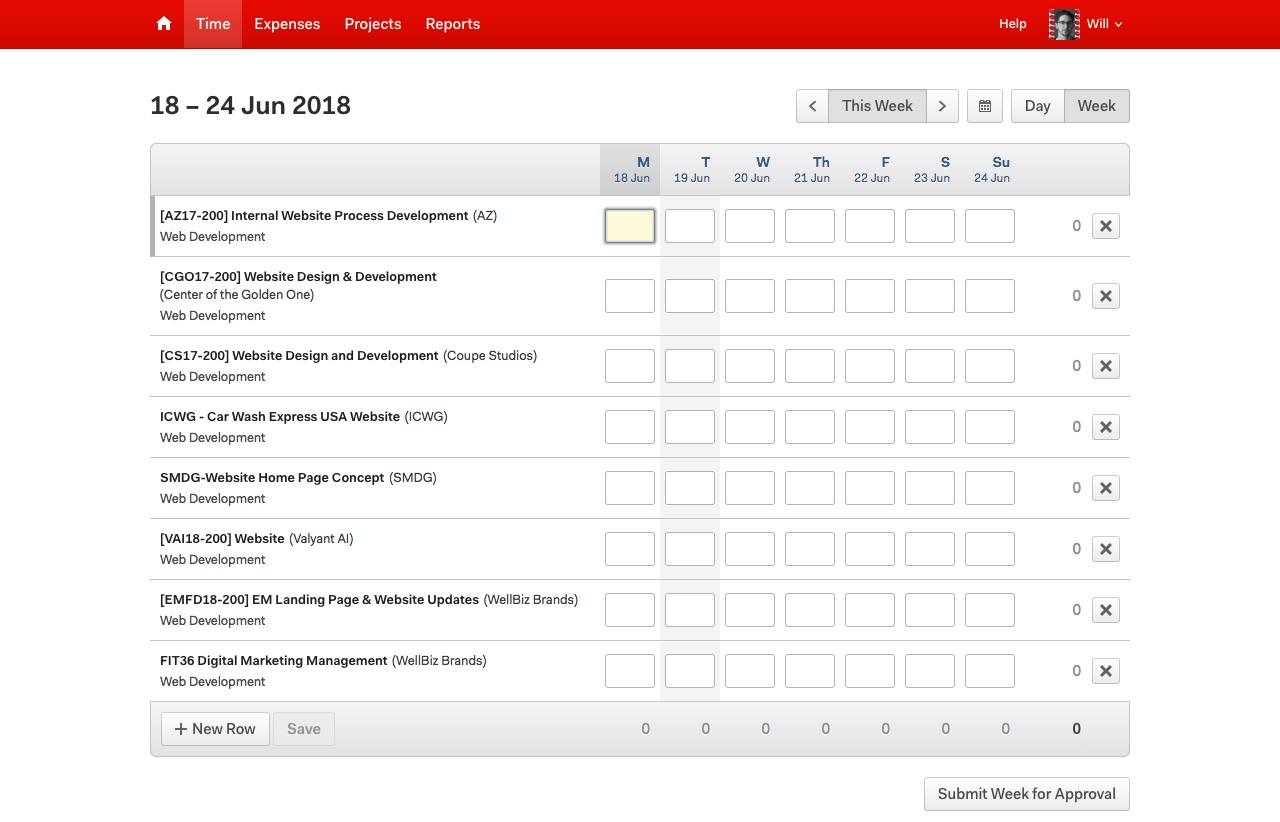 Time Expenses Projects Reports Help Will
18 – 24 Jun 2018 This Week Day Week
M T W Th F S Su
18 Jun 19 Jun 20 Jun 21 Jun 22 Jun 23 Jun 24 Jun
[AZ17-200] Internal Website Process Development (AZ)
Web Development
0
[CGO17-200] Website Design & Development
(Center of the Golden One)
Web Development
0
[CS17-200] Website Design and Development (Coupe Studios)
Web Development
0
ICWG - Car Wash Express USA Website (ICWG)
Web Development
0
SMDG-Website Home Page Concept (SMDG)
Web Development
0
[VAI18-200] Website (Valyant AI)
Web Development
0
[EMFD18-200] EM Landing Page & Website Updates (WellBiz Brands)
Web Development
0
FIT36 Digital Marketing Management (WellBiz Brands)
Web Development
0
+ New Row Save 0 0 0 0 0 0 0 0
Submit Week for Approval